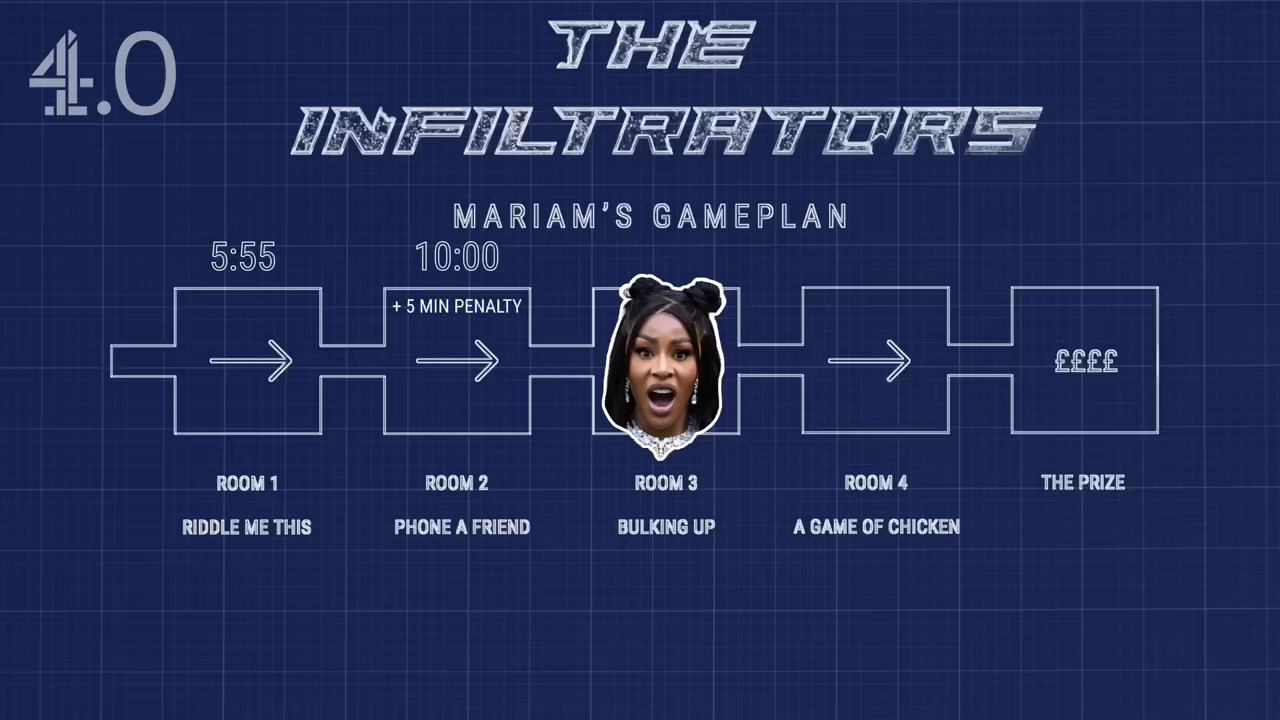 4.0
THE
INFILTRATORS
MARIAM'S GAMEPLAN
5:55 10:00
+ 5 MIN PENALTY
££££
ROOM 1 ROOM 2 ROOM 3 ROOM 4 THE PRIZE
RIDDLE ME THIS PHONE A FRIEND BULKING UP A GAME OF CHICKEN